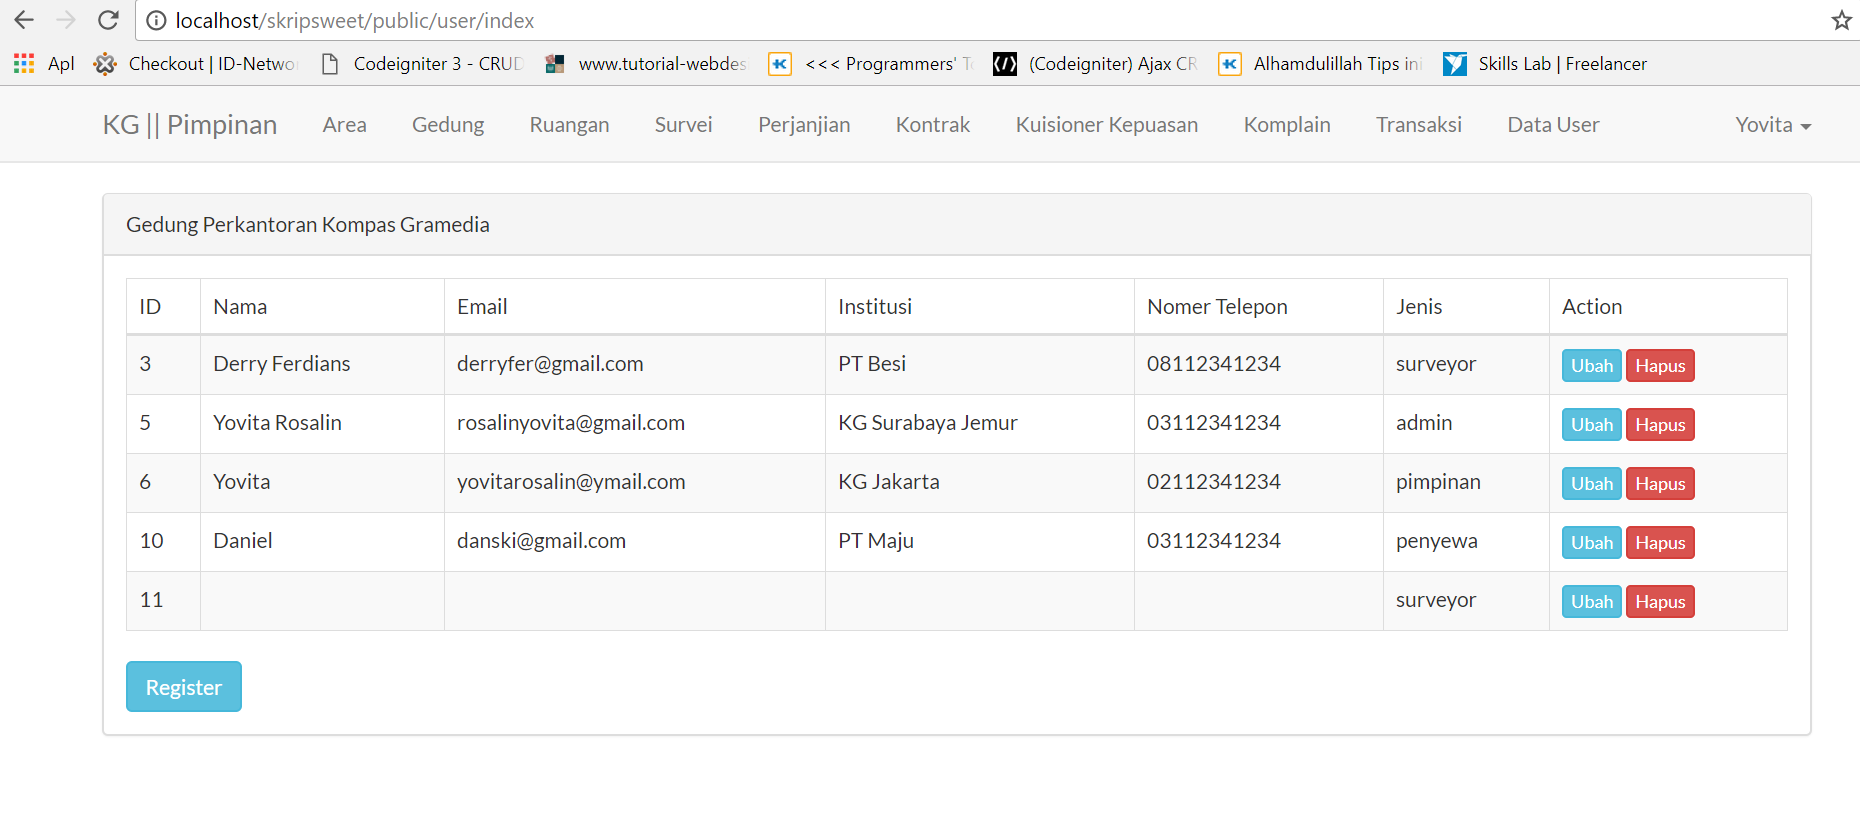 localhost/skripsweet/public/user/index
Apl Checkout | ID-Netwo Codeigniter 3 - CRUD www.tutorial-webdes <<< Programmers' T (Codeigniter) Ajax CR Alhamdulillah Tips ini Skills Lab | Freelancer
KG || Pimpinan Area Gedung Ruangan Survei Perjanjian Kontrak Kuisioner Kepuasan Komplain Transaksi Data User Yovita
Gedung Perkantoran Kompas Gramedia
ID Nama Email Institusi Nomer Telepon Jenis Action
3 Derry Ferdians derryfer@gmail.com PT Besi 08112341234 surveyor Ubah Hapus
5 Yovita Rosalin rosalinyovita@gmail.com KG Surabaya Jemur 03112341234 admin Ubah Hapus
6 Yovita yovitarosalin@ymail.com KG Jakarta 02112341234 pimpinan Ubah Hapus
10 Daniel danski@gmail.com PT Maju 03112341234 penyewa Ubah Hapus
11 surveyor Ubah Hapus
Register